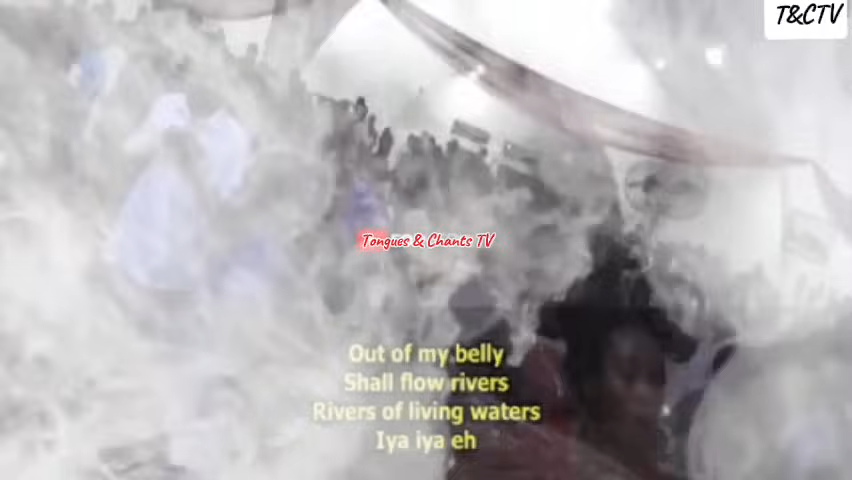 T&CTV
Tongues & Chants TV
Out of my belly
Shall flow rivers
Rivers of living waters
Iya iya eh